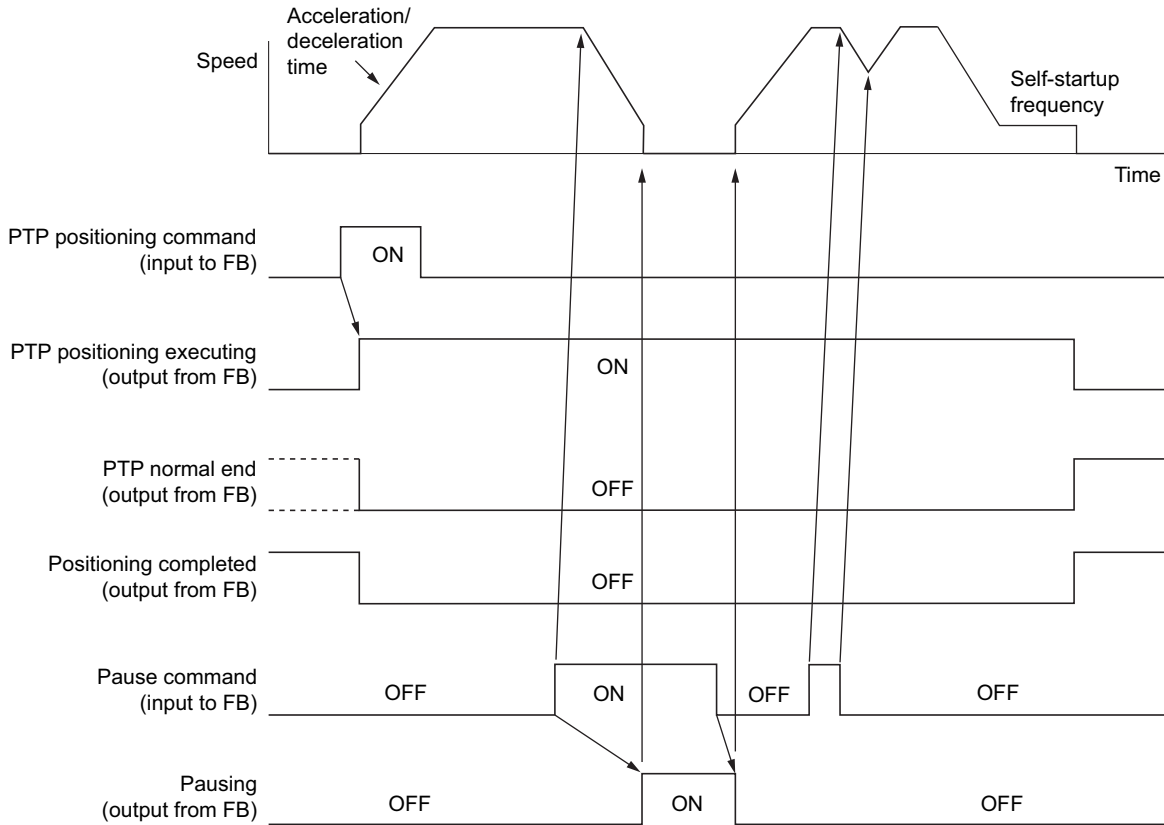 Acceleration/
deceleration
time
Speed
Self-startup
frequency
Time
PTP positioning command
(input to FB)
ON
PTP positioning executing
(output from FB)
ON
PTP normal end
(output from FB)
OFF
Positioning completed
(output from FB)
OFF
Pause command
(input to FB)
OFF
ON
OFF
OFF
Pausing
(output from FB)
OFF
ON
OFF